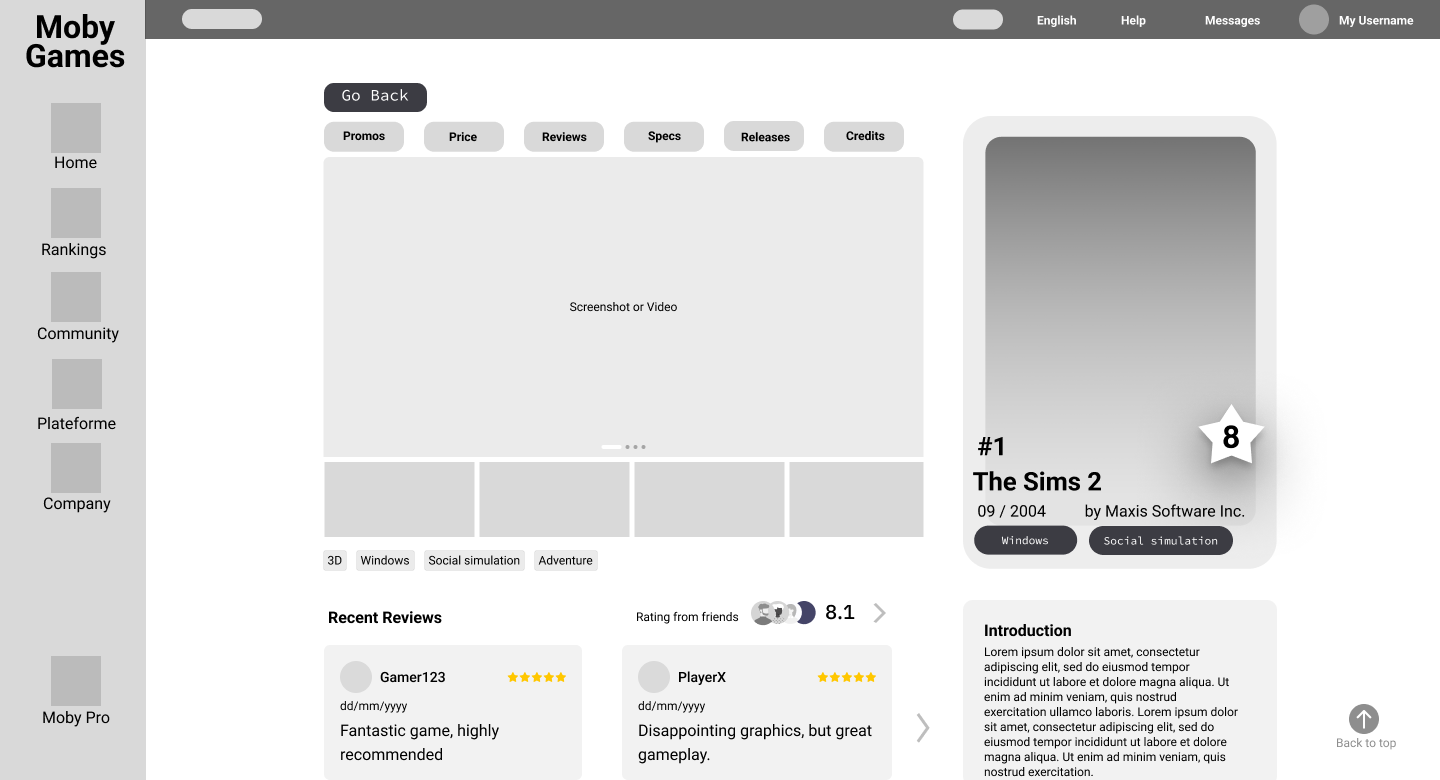 Moby
Games
Home
Rankings
Community
Plateforme
Company
Moby Pro
English
Help
Messages
My Username
Go Back
Promos
Price
Reviews
Specs
Releases
Credits
Screenshot or Video
3D
Windows
Social simulation
Adventure
Recent Reviews
Rating from friends
8.1
Gamer123
dd/mm/yyyy
Fantastic game, highly
recommended
PlayerX
dd/mm/yyyy
Disappointing graphics, but great
gameplay.
8
#1
The Sims 2
09 / 2004
by Maxis Software Inc.
Windows
Social simulation
Introduction
Lorem ipsum dolor sit amet, consectetur
adipiscing elit, sed do eiusmod tempor
incididunt ut labore et dolore magna aliqua. Ut
enim ad minim veniam, quis nostrud
exercitation ullamco laboris. Lorem ipsum dolor
sit amet, consectetur adipiscing elit, sed do
eiusmod tempor incididunt ut labore et dolore
magna aliqua. Ut enim ad minim veniam, quis
nostrud exercitation.
Back to top